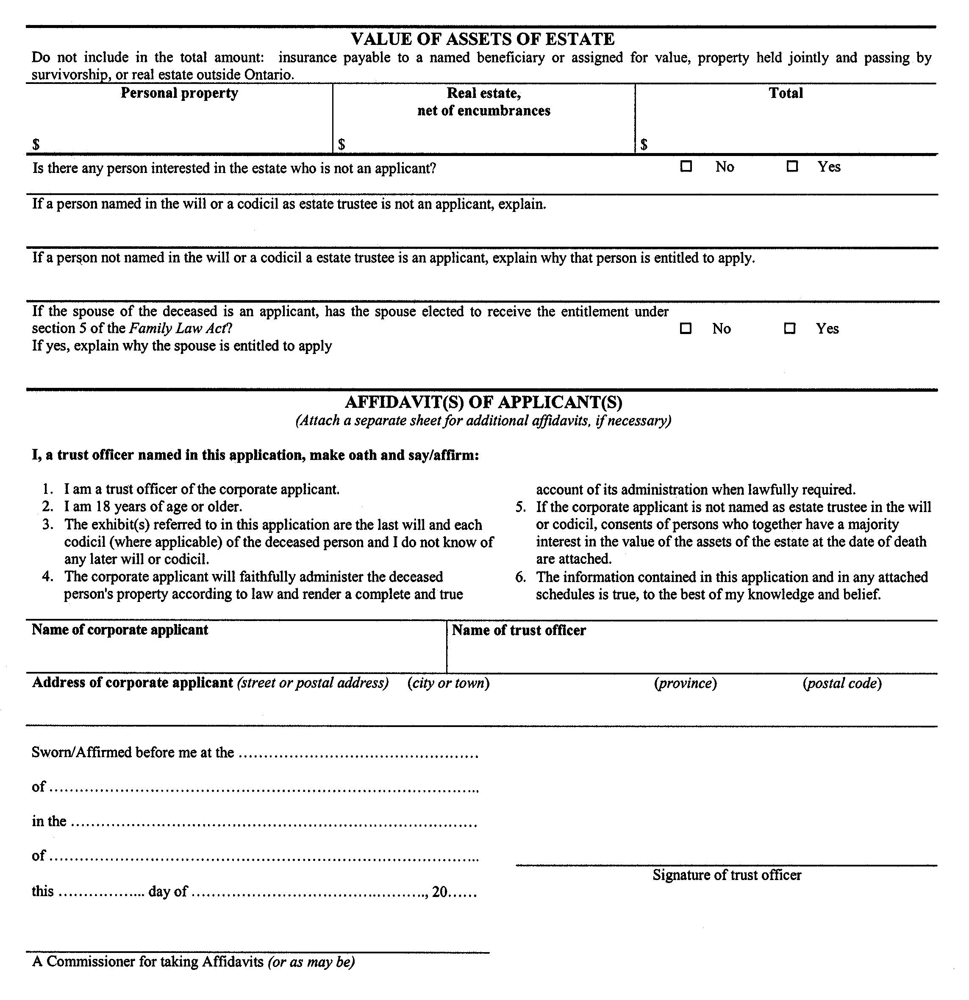 VALUE OF ASSETS OF ESTATE
Do not include in the total amount: insurance payable to a named beneficiary or assigned for value, property held jointly and passing by
survivorship, or real estate outside Ontario.
Personal property
Real estate,
net of encumbrances
Total
$
$
$
Is there any person interested in the estate who is not an applicant? No Yes
If a person named in the will or a codicil as estate trustee is not an applicant, explain.
If a person not named in the will or a codicil a estate trustee is an applicant, explain why that person is entitled to apply.
If the spouse of the deceased is an applicant, has the spouse elected to receive the entitlement under
section 5 of the Family Law Act? No Yes
If yes, explain why the spouse is entitled to apply
AFFIDAVIT(S) OF APPLICANT(S)
(Attach a separate sheet for additional affidavits, if necessary)
I, a trust officer named in this application, make oath and say/affirm:
1. I am a trust officer of the corporate applicant.
2. I am 18 years of age or older.
3. The exhibit(s) referred to in this application are the last will and each
codicil (where applicable) of the deceased person and I do not know of
any later will or codicil.
4. The corporate applicant will faithfully administer the deceased
person's property according to law and render a complete and true
account of its administration when lawfully required.
5. If the corporate applicant is not named as estate trustee in the will
or codicil, consents of persons who together have a majority
interest in the value of the assets of the estate at the date of death
are attached.
6. The information contained in this application and in any attached
schedules is true, to the best of my knowledge and belief.
Name of corporate applicant
Name of trust officer
Address of corporate applicant (street or postal address) (city or town) (province) (postal code)
Sworn/Affirmed before me at the ................................................
of ......................................................................................
in the ..................................................................................
of ......................................................................................
this ................. day of ..............................................., 20......
Signature of trust officer
A Commissioner for taking Affidavits (or as may be)